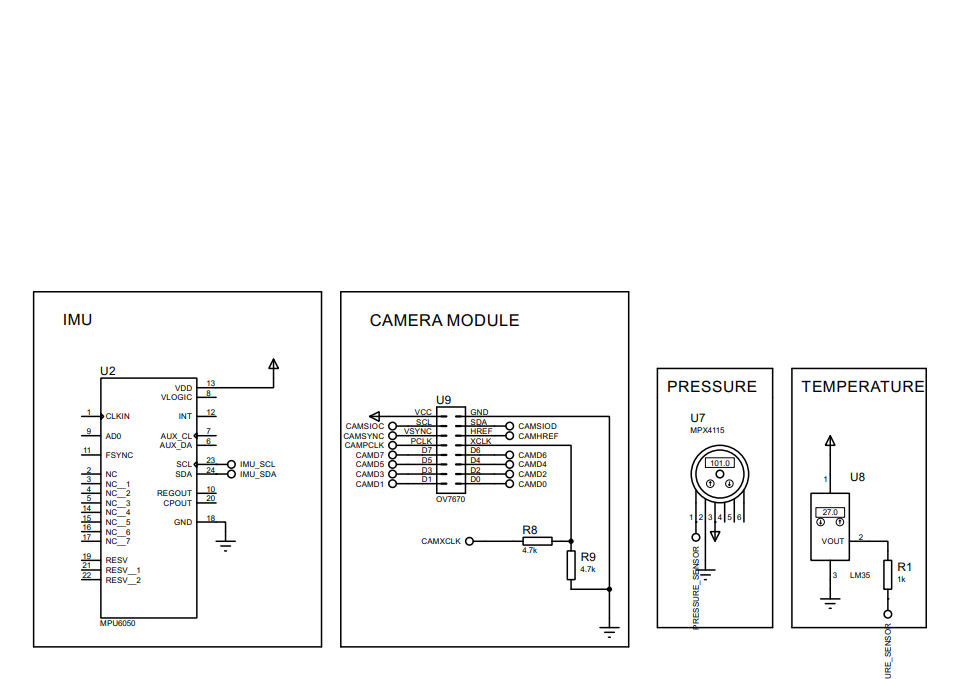 IMU
U2
1 CLKIN
9 AD0
11 FSYNC
2 NC
3 NC__1
4 NC__2
5 NC__3
14 NC__4
15 NC__5
16 NC__6
17 NC__7
19 RESV
21 RESV__1
22 RESV__2
VDD 13
VLOGIC 8
INT 12
AUX_CL 7
AUX_DA 6
SCL 23 IMU_SCL
SDA 24 IMU_SDA
REGOUT 10
CPOUT 20
GND 18
MPU6050
CAMERA MODULE
U9
VCC GND
CAMSIOC SCL SDA CAMSIOD
CAMSYNC VSYNC HREF CAMHREF
CAMPCLK PCLK XCLK
CAMD7 D7 D6 CAMD6
CAMD5 D5 D4 CAMD4
CAMD3 D3 D2 CAMD2
CAMD1 D1 D0 CAMD0
OV7670
CAMXCLK
R8
4.7k
R9
4.7k
PRESSURE
U7
MPX4115
101.0
1 2 3 4 5 6
PRESSURE_SENSOR
TEMPERATURE
1
U8
27.0
VOUT 2
3
LM35
R1
1k
URE_SENSOR